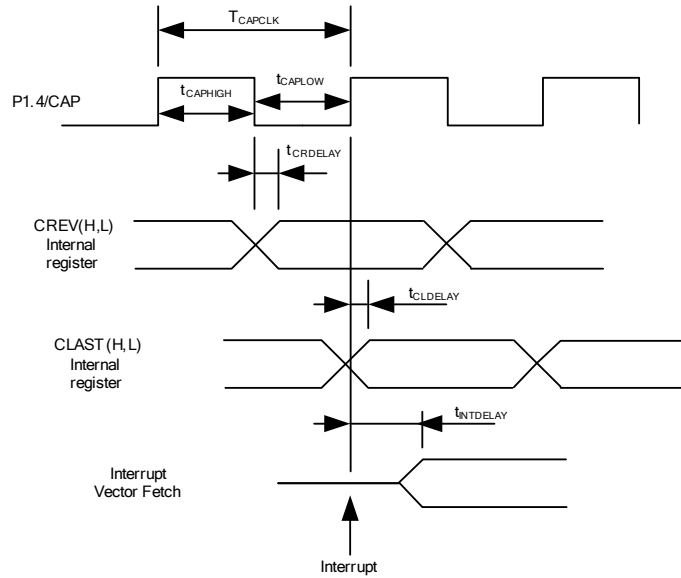 TCAPCLK
P1.4/CAP
tCAPHIGH
tCAPLOW
tCRDELAY
CREV(H,L)
Internal
register
tCLDELAY
CLAST(H,L)
Internal
register
tINTDELAY
Interrupt
Vector Fetch
Interrupt